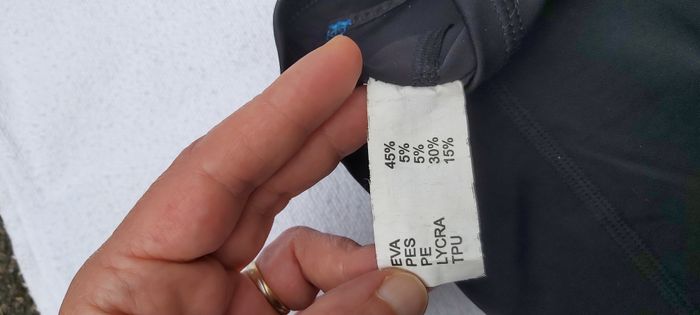 EVA 45%
PES 5%
PE 5%
LYCRA 30%
TPU 15%